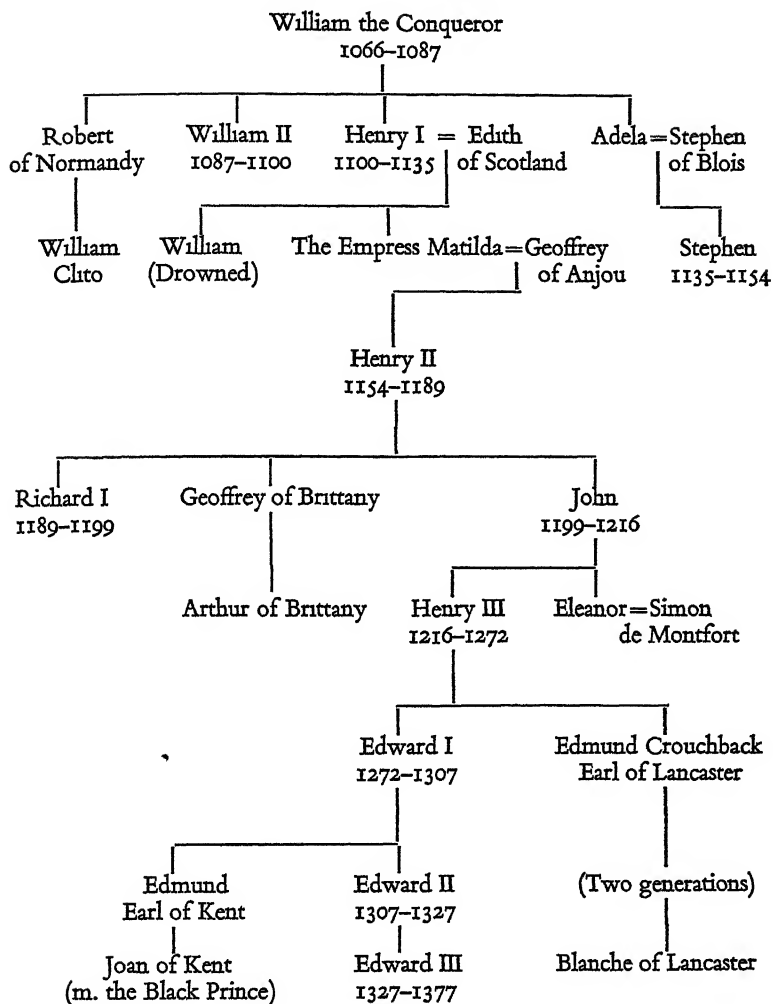 William the Conqueror
1066–1087
Robert
of Normandy
William II
1087–1100
Henry I = Edith
1100–1135 of Scotland
Adela=Stephen
of Blois
William
Clito
William
(Drowned)
The Empress Matilda=Geoffrey
of Anjou
Stephen
1135–1154
Henry II
1154–1189
Richard I
1189–1199
Geoffrey of Brittany
John
1199–1216
Arthur of Brittany
Henry III
1216–1272
Eleanor=Simon
de Montfort
Edward I
1272–1307
Edmund Crouchback
Earl of Lancaster
Edmund
Earl of Kent
Edward II
1307–1327
(Two generations)
Joan of Kent
(m. the Black Prince)
Edward III
1327–1377
Blanche of Lancaster